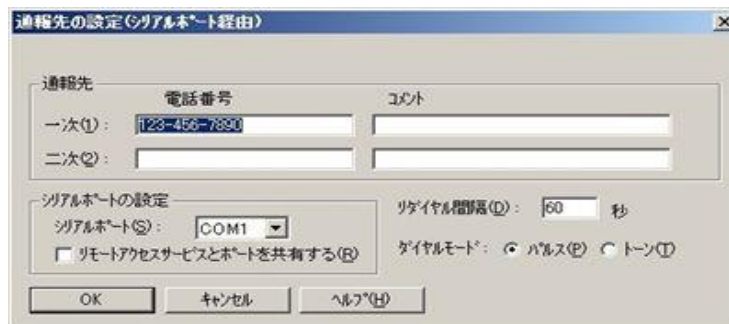 通報先の設定(シリアルポート経由)
通報先
電話番号 コメント
一次(1): 123-456-7890
二次(2):
シリアルポートの設定
シリアルポート(S): COM1
リモートアクセスサービスとポートを共有する(R)
リダイヤル間隔(D): 60 秒
ダイヤルモード: パルス(P) トーン(T)
OK キャンセル ヘルプ(H)